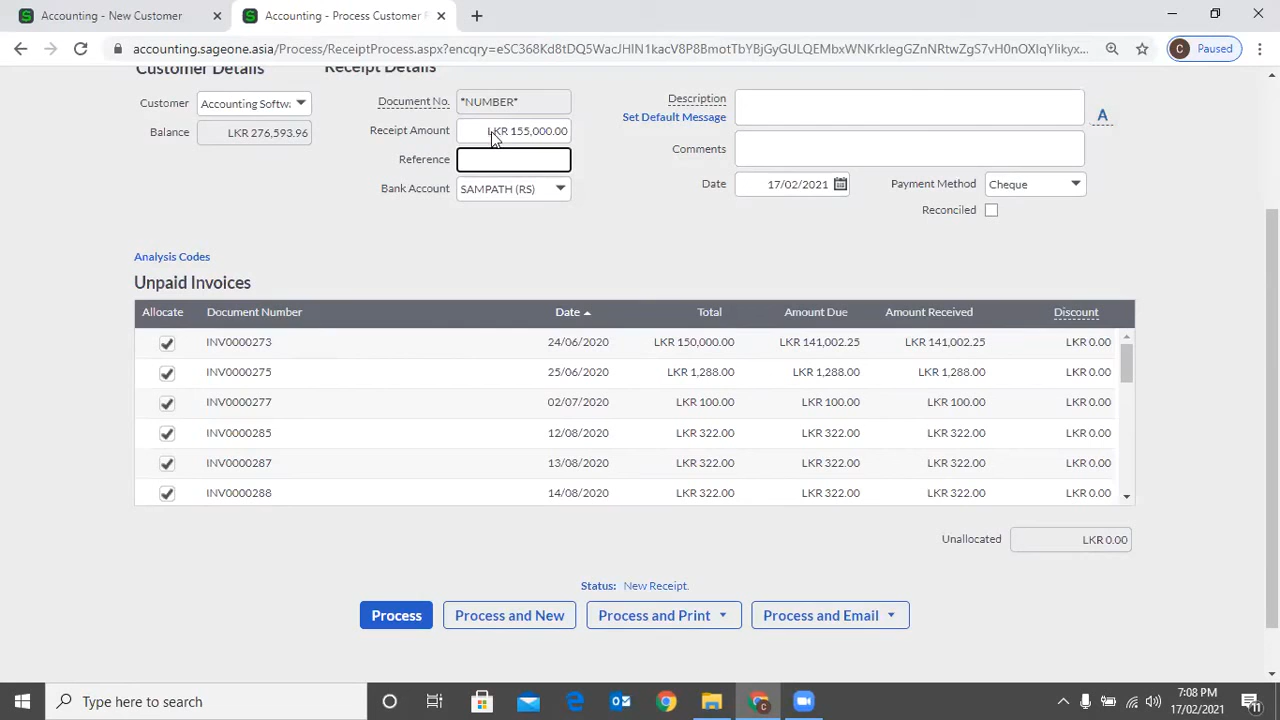 Accounting - New Customer
Accounting - Process Customer
Paused
accounting.sageone.asia/Process/ReceiptProcess.aspx?
Customer Details
Receipt Details
Customer
Accounting Softw
Document No.
*NUMBER*
Description
Set Default Message
A
Balance
LKR 276,593.96
Receipt Amount
LKR 155,000.00
Reference
Comments
Bank Account
SAMPATH (RS)
Date
17/02/2021
Payment Method
Cheque
Reconciled
Analysis Codes
Unpaid Invoices
Allocate Document Number Date Total Amount Due Amount Received Discount
INV0000273 24/06/2020 LKR 150,000.00 LKR 141,002.25 LKR 141,002.25 LKR 0.00
INV0000275 25/06/2020 LKR 1,288.00 LKR 1,288.00 LKR 1,288.00 LKR 0.00
INV0000277 02/07/2020 LKR 100.00 LKR 100.00 LKR 100.00 LKR 0.00
INV0000285 12/08/2020 LKR 322.00 LKR 322.00 LKR 322.00 LKR 0.00
INV0000287 13/08/2020 LKR 322.00 LKR 322.00 LKR 322.00 LKR 0.00
INV0000288 14/08/2020 LKR 322.00 LKR 322.00 LKR 322.00 LKR 0.00
Unallocated LKR 0.00
Status: New Receipt.
Process
Process and New
Process and Print
Process and Email
Type here to search
7:08 PM
17/02/2021